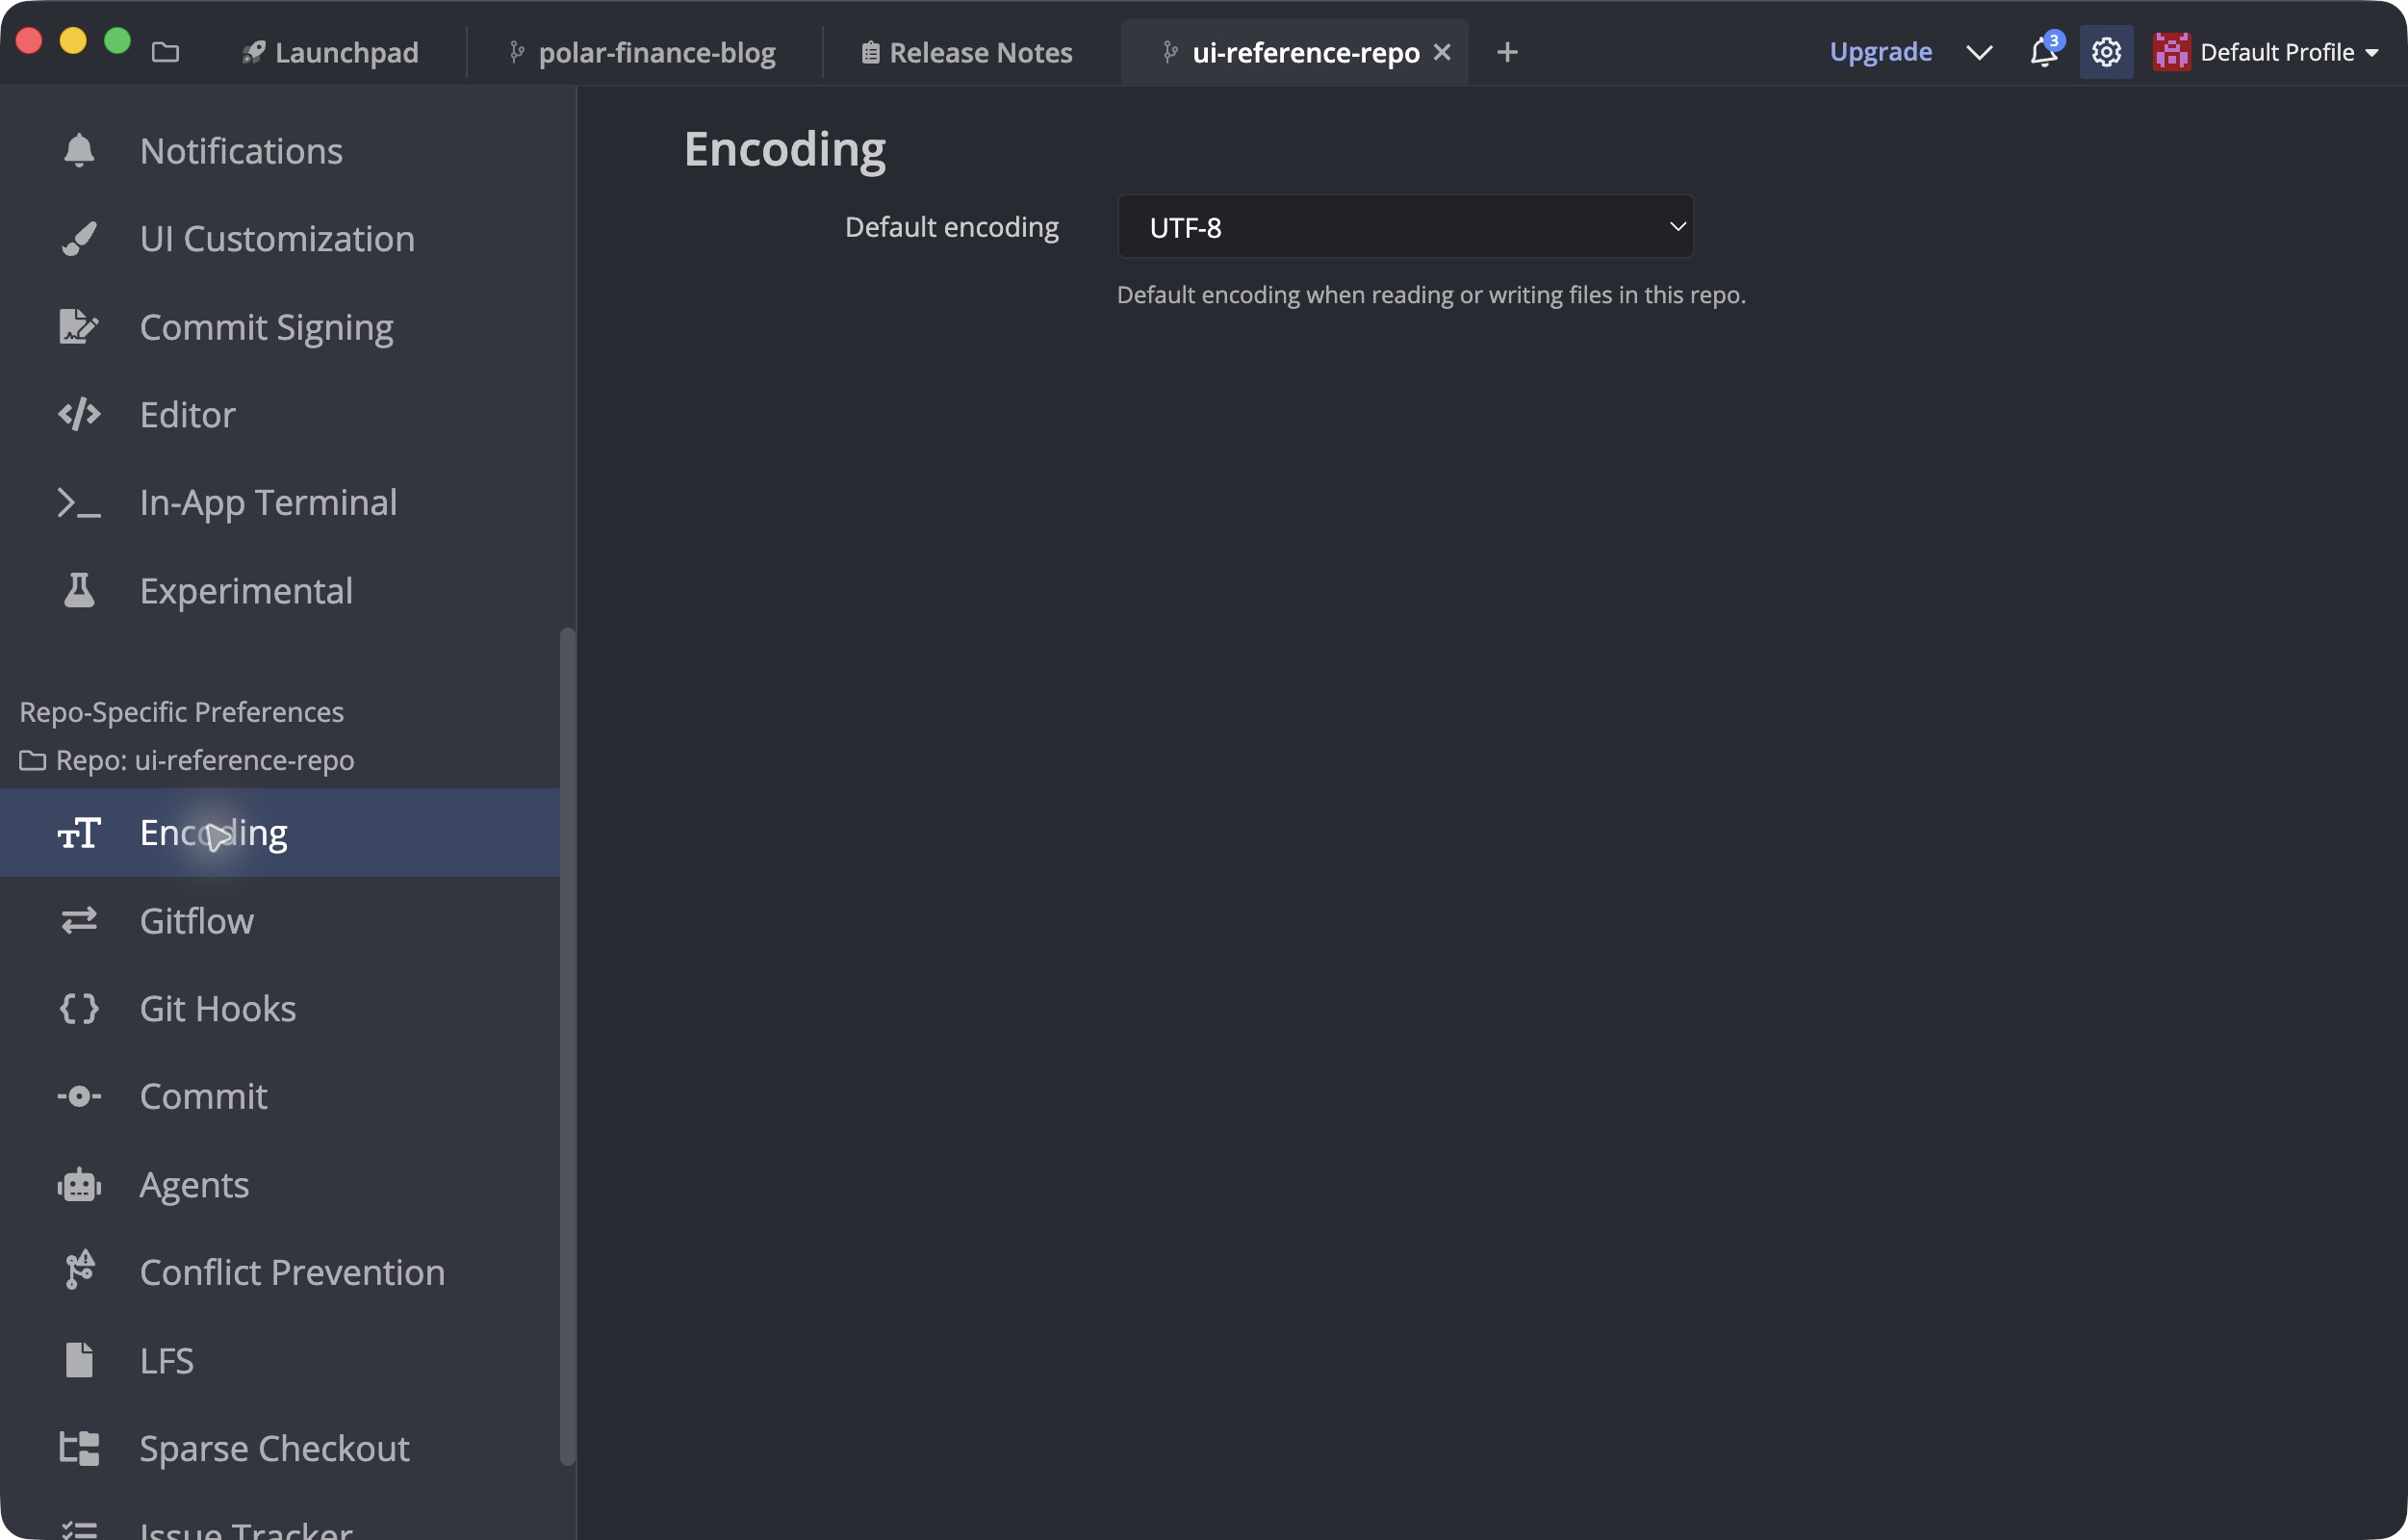 Launchpad
polar-finance-blog
Release Notes
ui-reference-repo
Upgrade
3
Default Profile
Notifications
UI Customization
Commit Signing
Editor
In-App Terminal
Experimental
Repo-Specific Preferences
Repo: ui-reference-repo
Encoding
Gitflow
Git Hooks
Commit
Agents
Conflict Prevention
LFS
Sparse Checkout
Issue Tracker
Encoding
Default encoding
UTF-8
Default encoding when reading or writing files in this repo.